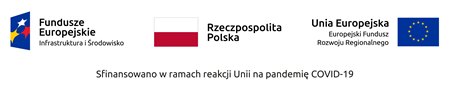 Fundusze
Europejskie
Infrastruktura i Środowisko
Rzeczpospolita
Polska
Unia Europejska
Europejski Fundusz
Rozwoju Regionalnego
Sfinansowano w ramach reakcji Unii na pandemię COVID-19